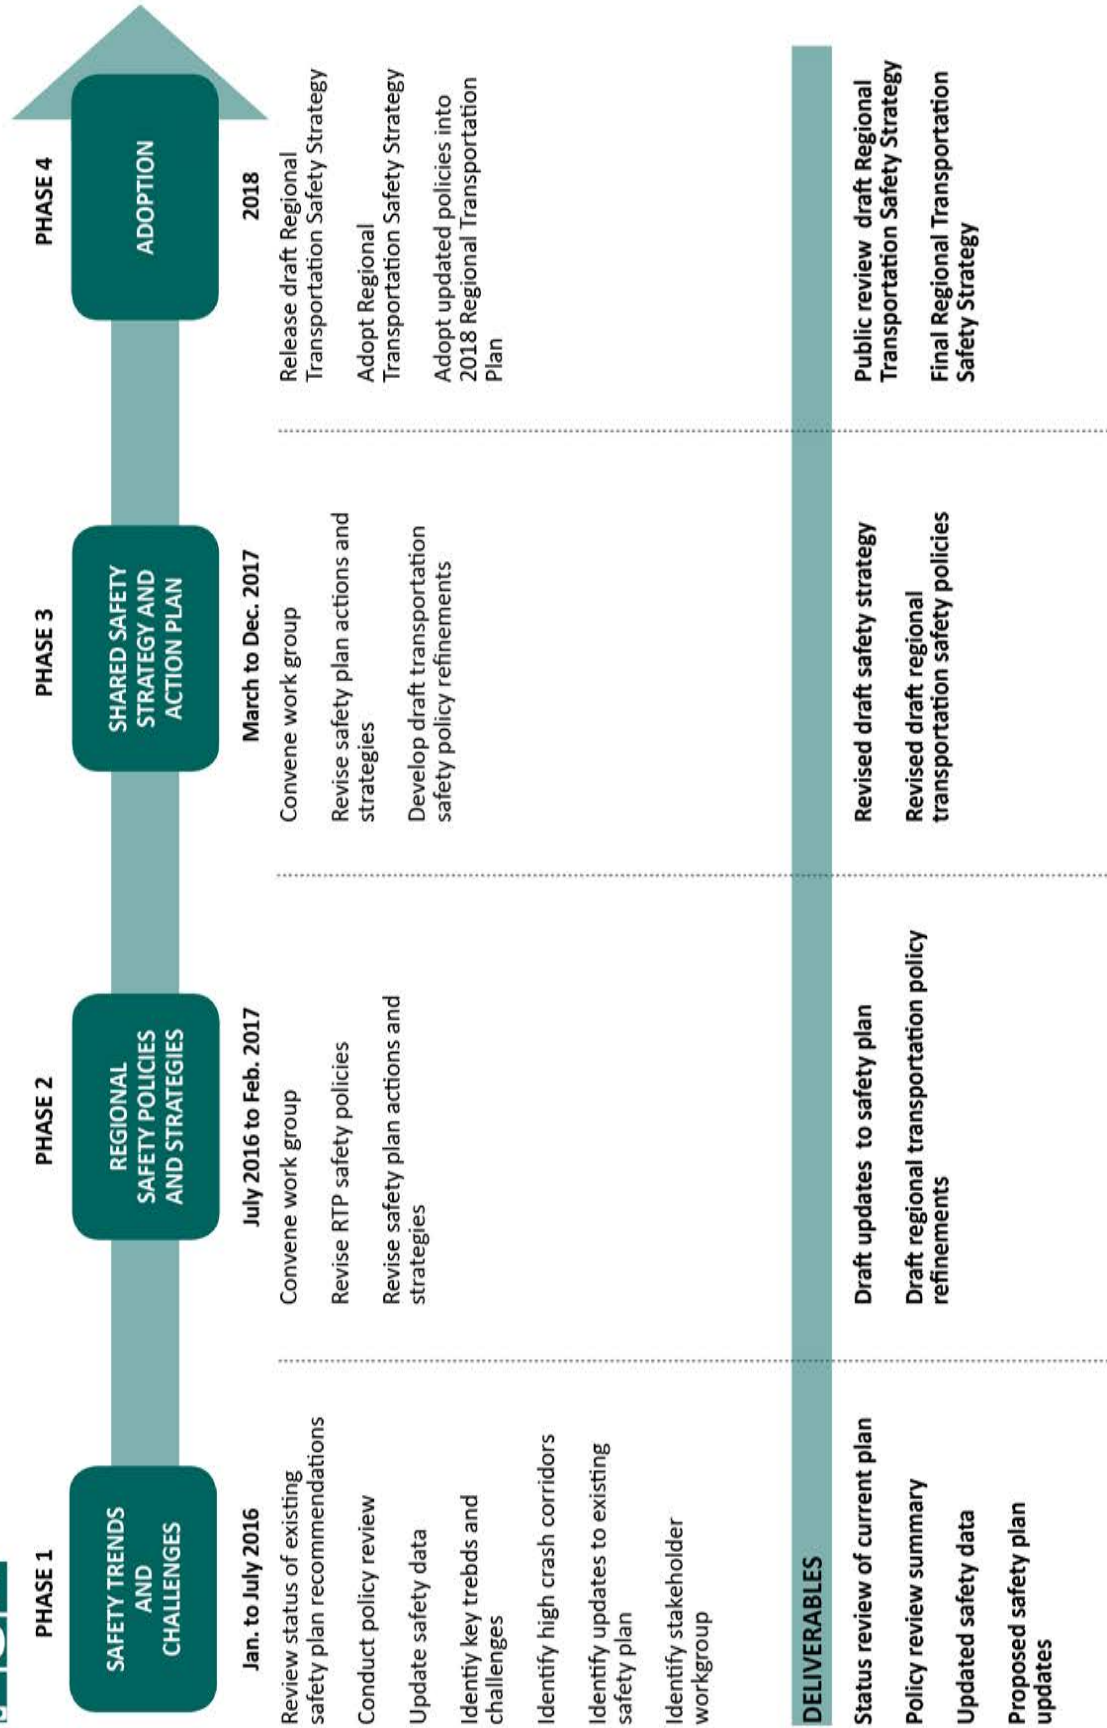 PHASE 1
SAFETY TRENDS
AND
CHALLENGES
Jan. to July 2016
Review status of existing
safety plan recommendations
Conduct policy review
Update safety data
Identiy key trebds and
challenges
Identify high crash corridors
Identify updates to existing
safety plan
Identify stakeholder
workgroup
PHASE 2
REGIONAL
SAFETY POLICIES
AND STRATEGIES
July 2016 to Feb. 2017
Convene work group
Revise RTP safety policies
Revise safety plan actions and
strategies
PHASE 3
SHARED SAFETY
STRATEGY AND
ACTION PLAN
March to Dec. 2017
Convene work group
Revise safety plan actions and
strategies
Develop draft transportation
safety policy refinements
PHASE 4
ADOPTION
2018
Release draft Regional
Transportation Safety Strategy
Adopt Regional
Transportation Safety Strategy
Adopt updated policies into
2018 Regional Transportation
Plan
DELIVERABLES
Status review of current plan
Policy review summary
Updated safety data
Proposed safety plan
updates
Draft updates to safety plan
Draft regional transportation policy
refinements
Revised draft safety strategy
Revised draft regional
transportation safety policies
Public review draft Regional
Transportation Safety Strategy
Final Regional Transportation
Safety Strategy